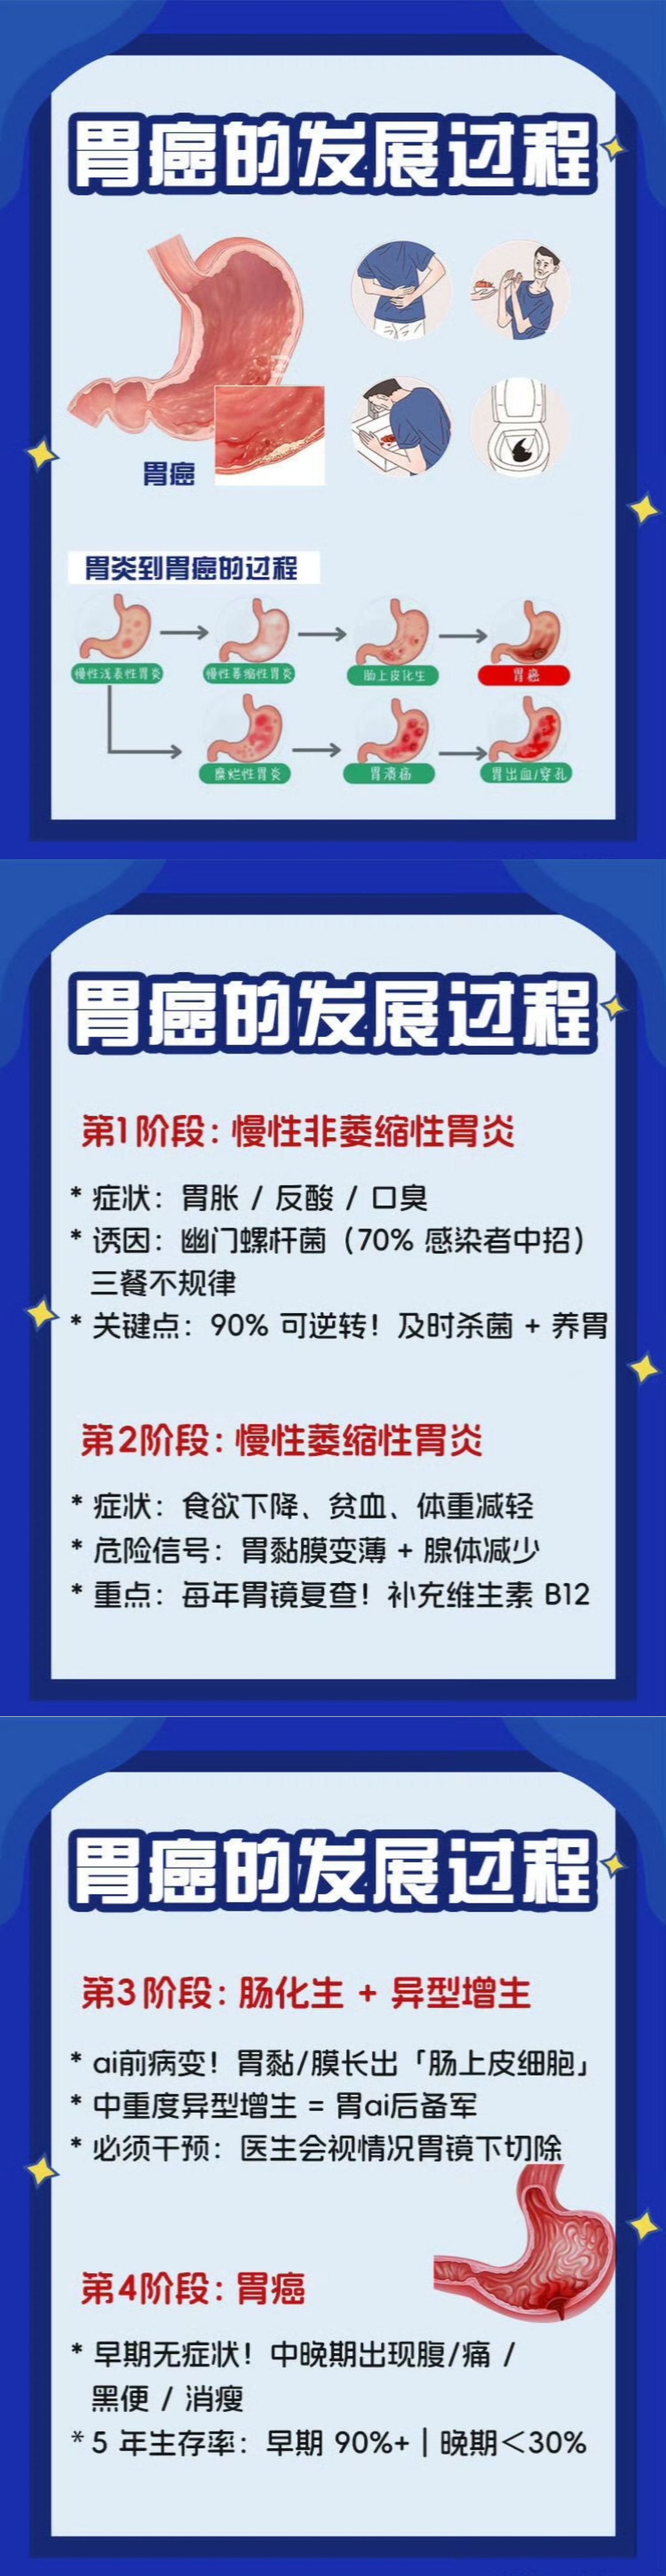 胃癌的发展过程
胃癌
胃炎到胃癌的过程
慢性浅表性胃炎
慢性萎缩性胃炎
肠上皮化生
胃癌
糜烂性胃炎
胃溃疡
胃出血/穿孔
胃癌的发展过程
第1阶段：慢性非萎缩性胃炎
* 症状：胃胀 / 反酸 / 口臭
* 诱因：幽门螺杆菌（70% 感染者中招）
三餐不规律
* 关键点：90% 可逆转！及时杀菌 + 养胃
第2阶段：慢性萎缩性胃炎
* 症状：食欲下降、贫血、体重减轻
* 危险信号：胃黏膜变薄 + 腺体减少
* 重点：每年胃镜复查！补充维生素 B12
胃癌的发展过程
第3阶段：肠化生 + 异型增生
* ai前病变！胃黏/膜长出「肠上皮细胞」
* 中重度异型增生 = 胃ai后备军
* 必须干预：医生会视情况胃镜下切除
第4阶段：胃癌
* 早期无症状！中晚期出现腹/痛 /
黑便 / 消瘦
* 5 年生存率：早期 90%+ | 晚期＜30%